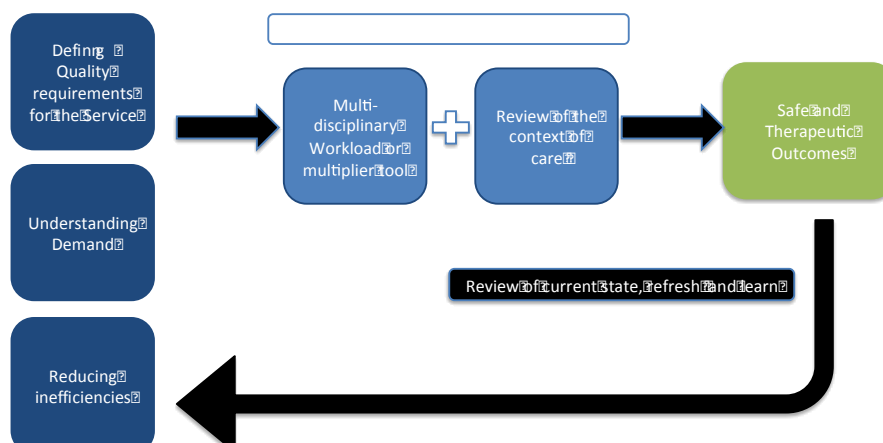 Defining
Quality
requirements
for the Service
Multi-
disciplinary
Workload or
multiplier tool
Review of the
context of
care
Safe and
Therapeutic
Outcomes
Understanding
Demand
Review of current state, refresh and learn
Reducing
inefficiencies